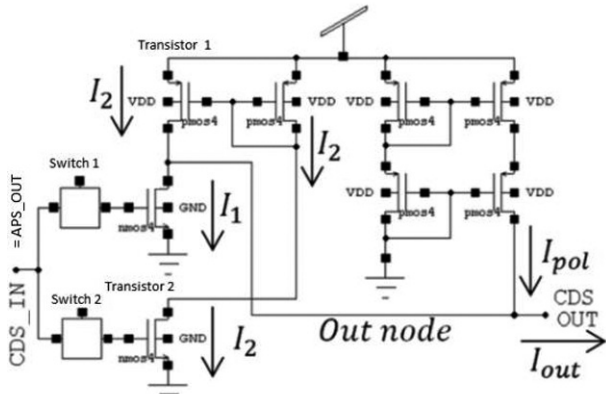 Transistor 1
I2
VDD
pmos4
VDD
pmos4
VDD
pmos4
VDD
pmos4
I2
Switch 1
= APS_OUT
CDS_IN
nmos4
GND
I1
VDD
pmos4
VDD
pmos4
Switch 2
Transistor 2
nmos4
GND
I2
Out node
Ipol
CDS
OUT
Iout